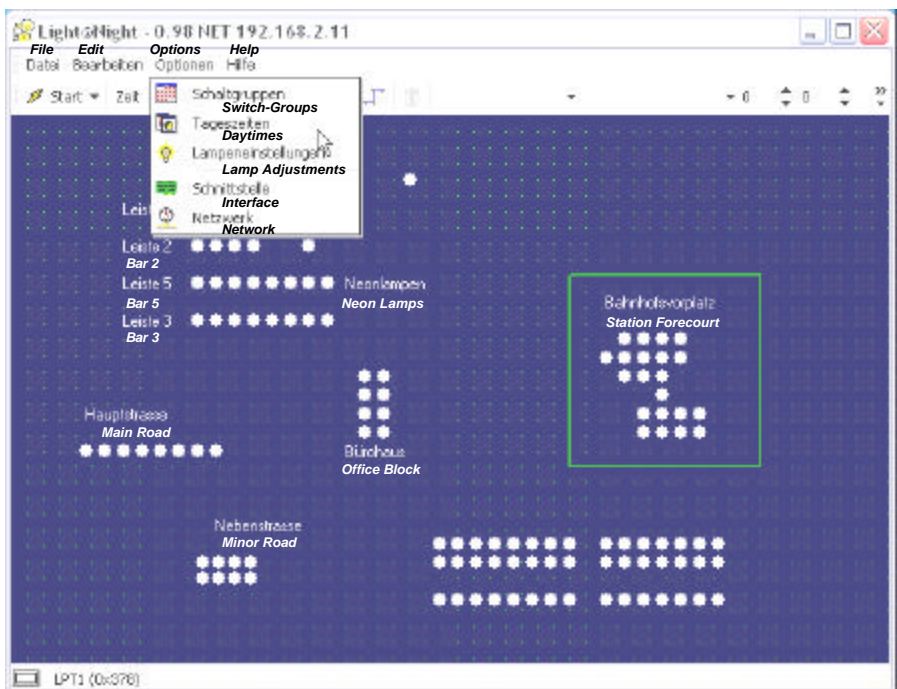 Light@Night - 0.98 NET 192.168.2.11
File Edit Options Help
Datei Bearbeiten Optionen Hilfe
Start Zeit 0 0
Schaltgruppen
Switch-Groups
Tageszeiten
Daytimes
Lampeneinstellungen
Lamp Adjustments
Schnittstelle
Interface
Netzwerk
Network
Leiste 2
Bar 2
Leiste 5 Neonlampen
Bar 5 Neon Lamps
Leiste 3
Bar 3
Bahnhofsvorplatz
Station Forecourt
Hauptstrasse
Main Road
Bürohaus
Office Block
Nebenstrasse
Minor Road
LPT1 (0x378)